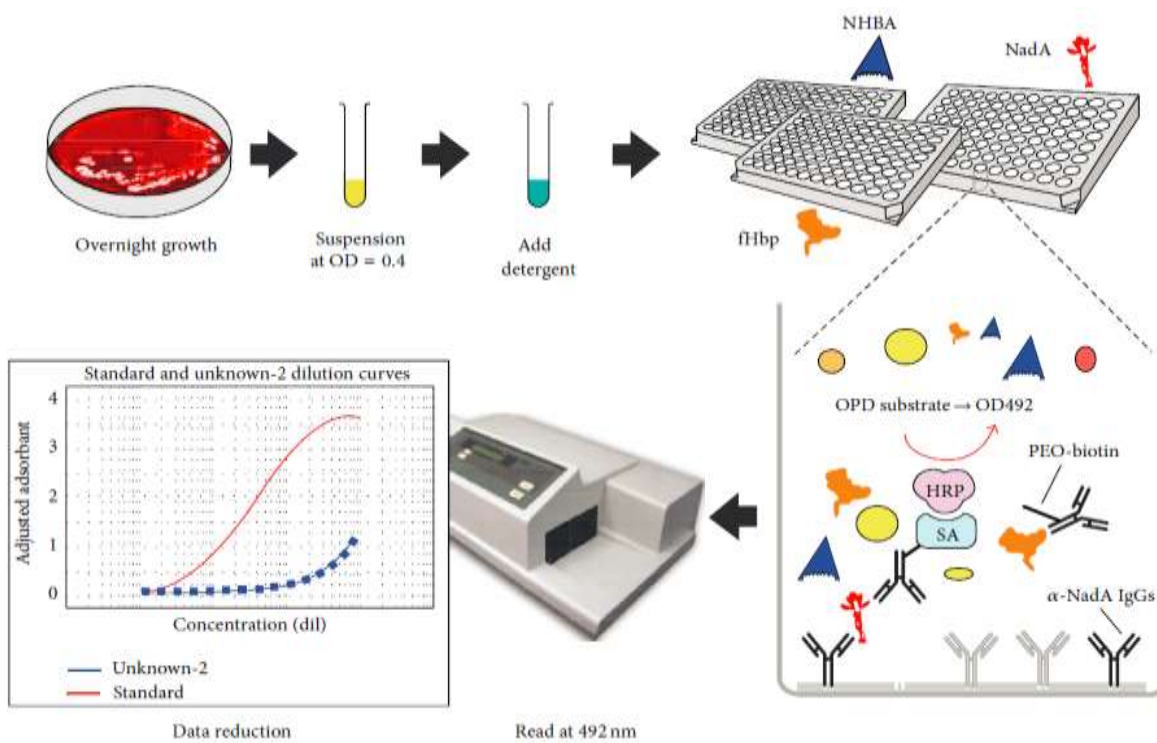 NHBA
NadA
fHbp
Overnight growth
Suspension
at OD = 0.4
Add
detergent
OPD substrate → OD492
PEO-biotin
HRP
SA
α-NadA IgGs
Standard and unknown-2 dilution curves
Adjusted adsorbant
4
3
2
1
0
Concentration (dil)
Unknown-2
Standard
Data reduction
Read at 492 nm